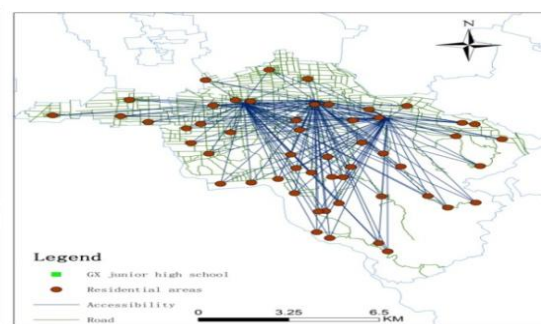 N
Legend
GX junior high school
Residential areas
Accessibility
Road
0 3.25 6.5
KM